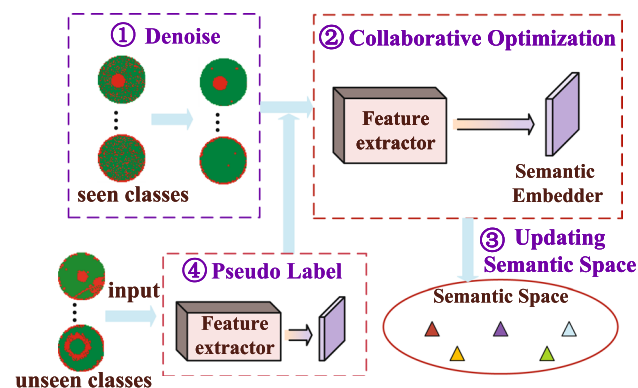 ① Denoise
seen classes
② Collaborative Optimization
Feature
extractor
Semantic
Embedder
③ Updating
Semantic Space
Semantic Space
④ Pseudo Label
input
Feature
extractor
unseen classes